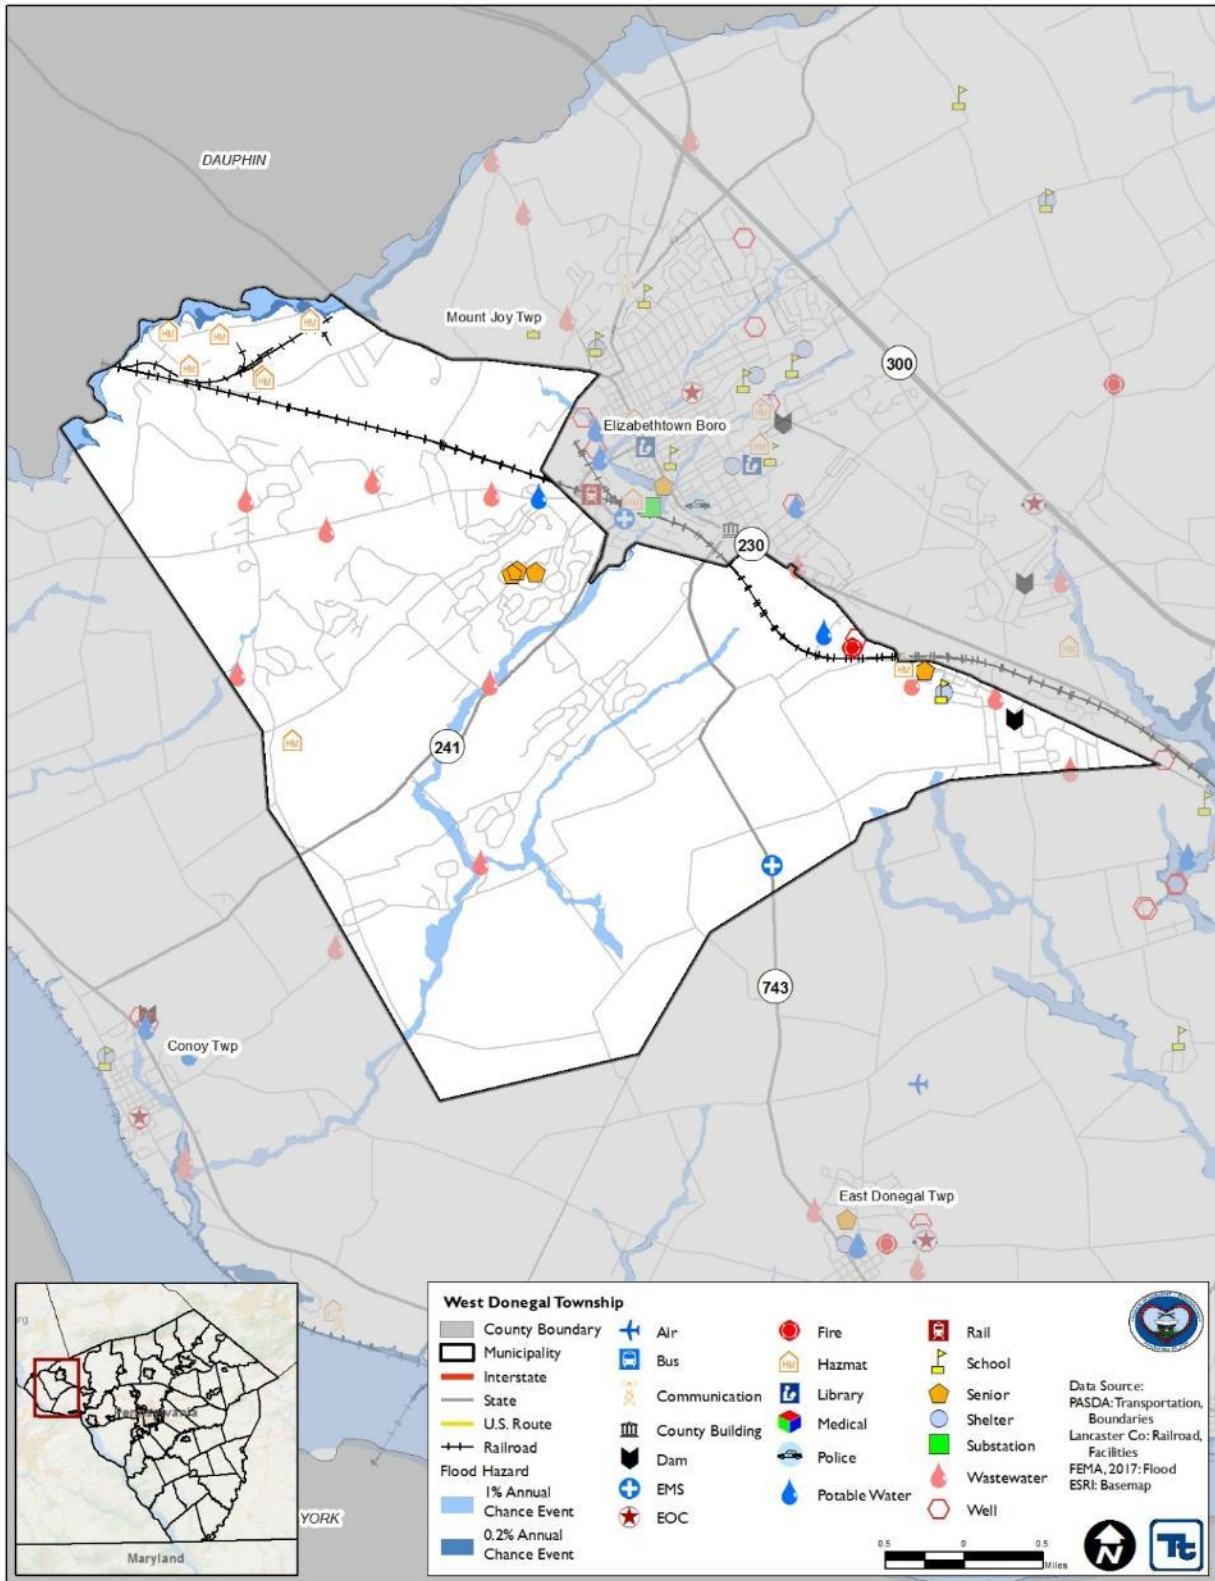 DAUPHIN
Mount Joy Twp
300
Elizabethtown Boro
230
241
743
Conoy Twp
East Donegal Twp
YORK
Pennsylvania
Maryland
West Donegal Township
County Boundary
Municipality
Interstate
State
U.S. Route
Railroad
Flood Hazard
1% Annual
Chance Event
0.2% Annual
Chance Event
Air
Bus
Communication
County Building
Dam
EMS
EOC
Fire
HM Hazmat
Library
Medical
Police
Potable Water
Rail
School
Senior
Shelter
Substation
Wastewater
Well
Data Source:
PASDA: Transportation,
Boundaries
Lancaster Co: Railroad,
Facilities
FEMA, 2017: Flood
ESRI: Basemap
N
Tt
0.5 0 0.5
Miles